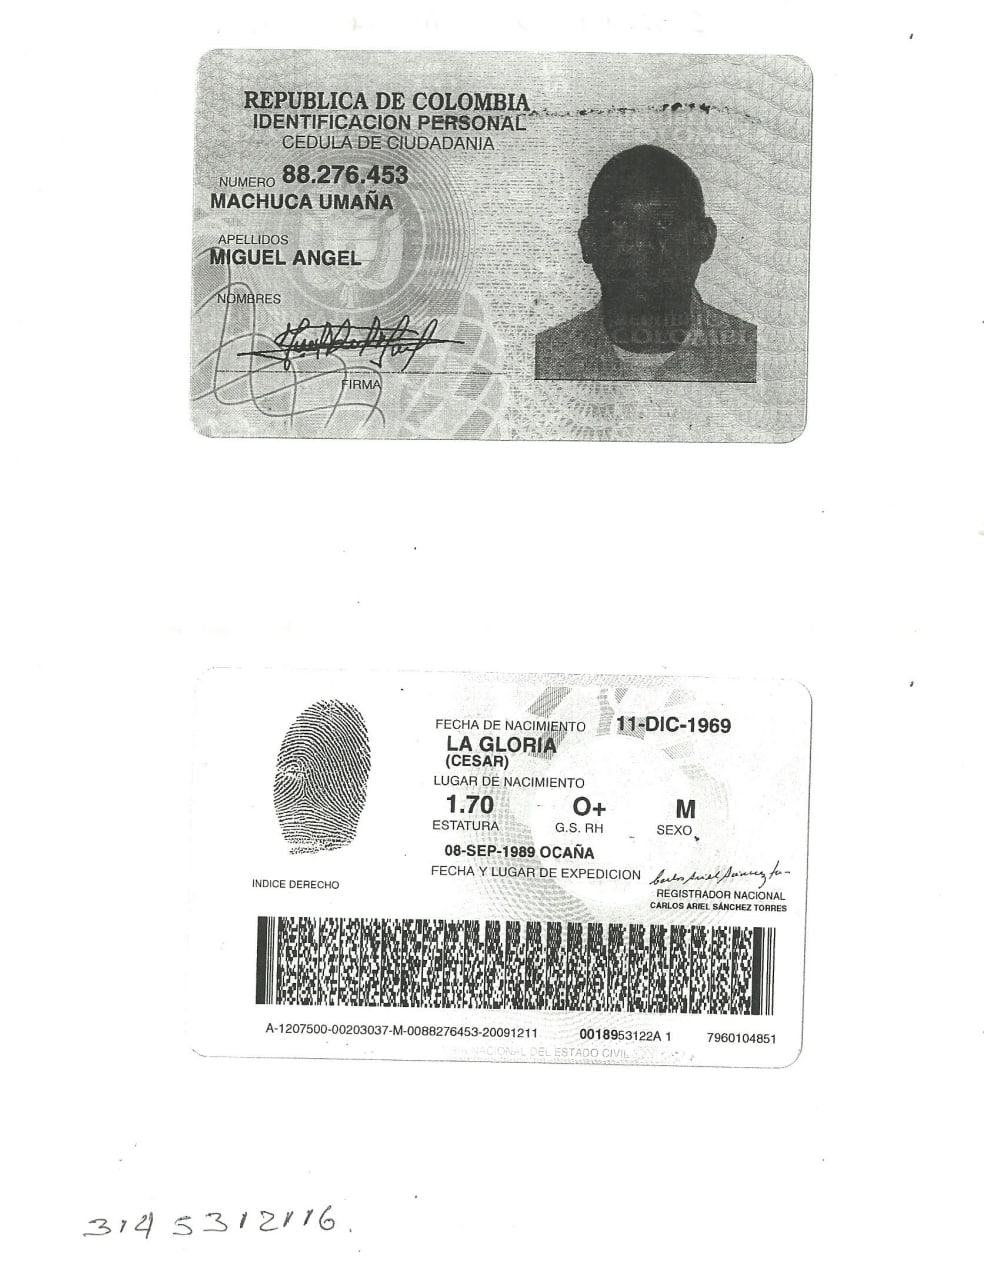 REPUBLICA DE COLOMBIA
IDENTIFICACION PERSONAL
CEDULA DE CIUDADANIA
NUMERO 88.276.453
MACHUCA UMAÑA
APELLIDOS
MIGUEL ANGEL
NOMBRES
FIRMA
FECHA DE NACIMIENTO 11-DIC-1969
LA GLORIA
(CESAR)
LUGAR DE NACIMIENTO
1.70 O+ M
ESTATURA G.S. RH SEXO
08-SEP-1989 OCAÑA
FECHA Y LUGAR DE EXPEDICION
INDICE DERECHO
REGISTRADOR NACIONAL
CARLOS ARIEL SÁNCHEZ TORRES
A-1207500-00203037-M-0088276453-20091211 0018953122A 1 7960104851
NACIONAL DEL ESTADO CIVIL
314 5312116.